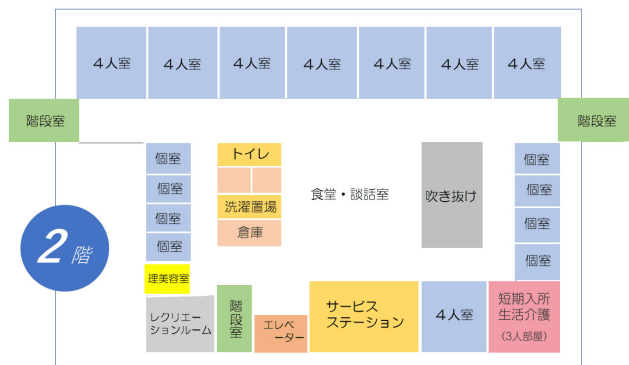 4人室
4人室
4人室
4人室
4人室
4人室
4人室
階段室
階段室
個室
個室
個室
個室
トイレ
洗濯置場
倉庫
食堂・談話室
吹き抜け
個室
個室
個室
個室
2階
理美容室
レクリエー
ションルーム
階段室
エレベ
ーター
サービス
ステーション
4人室
短期入所
生活介護
(3人部屋)